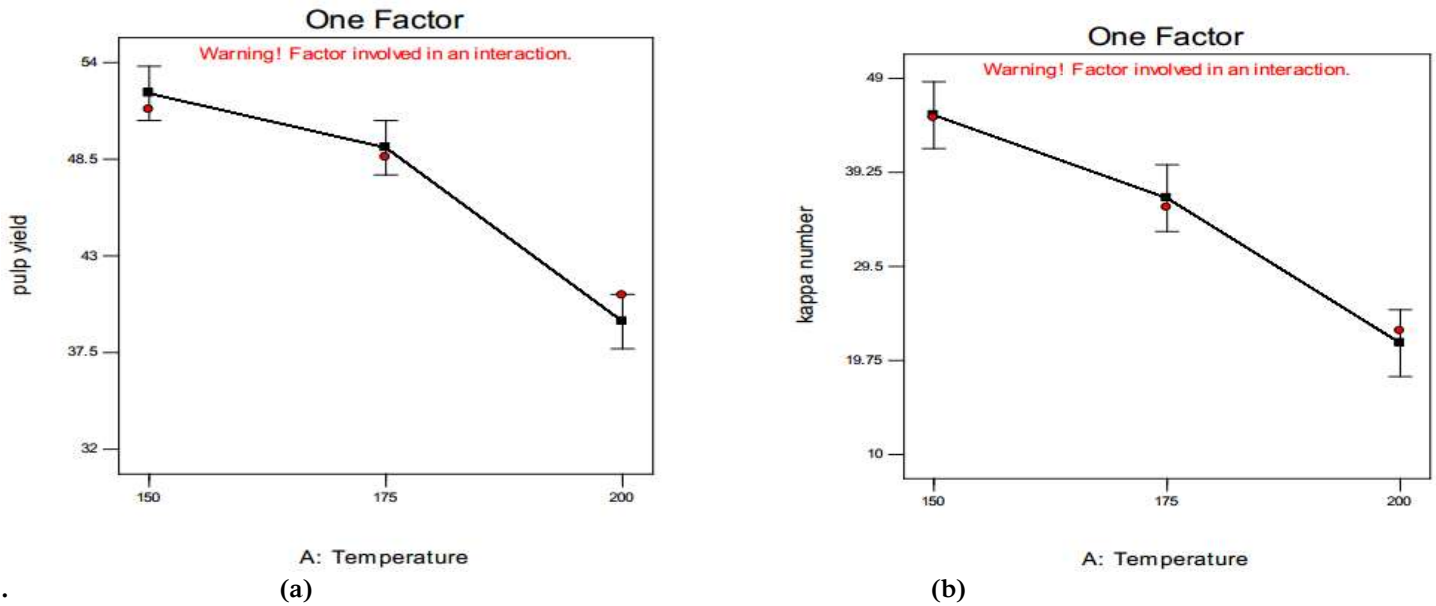 One Factor
Warning! Factor involved in an interaction.
54
48.5
43
37.5
32
pulp yield
150 175 200
A: Temperature
(a)
One Factor
Warning! Factor involved in an interaction.
49
39.25
29.5
19.75
10
kappa number
150 175 200
A: Temperature
(b)
.